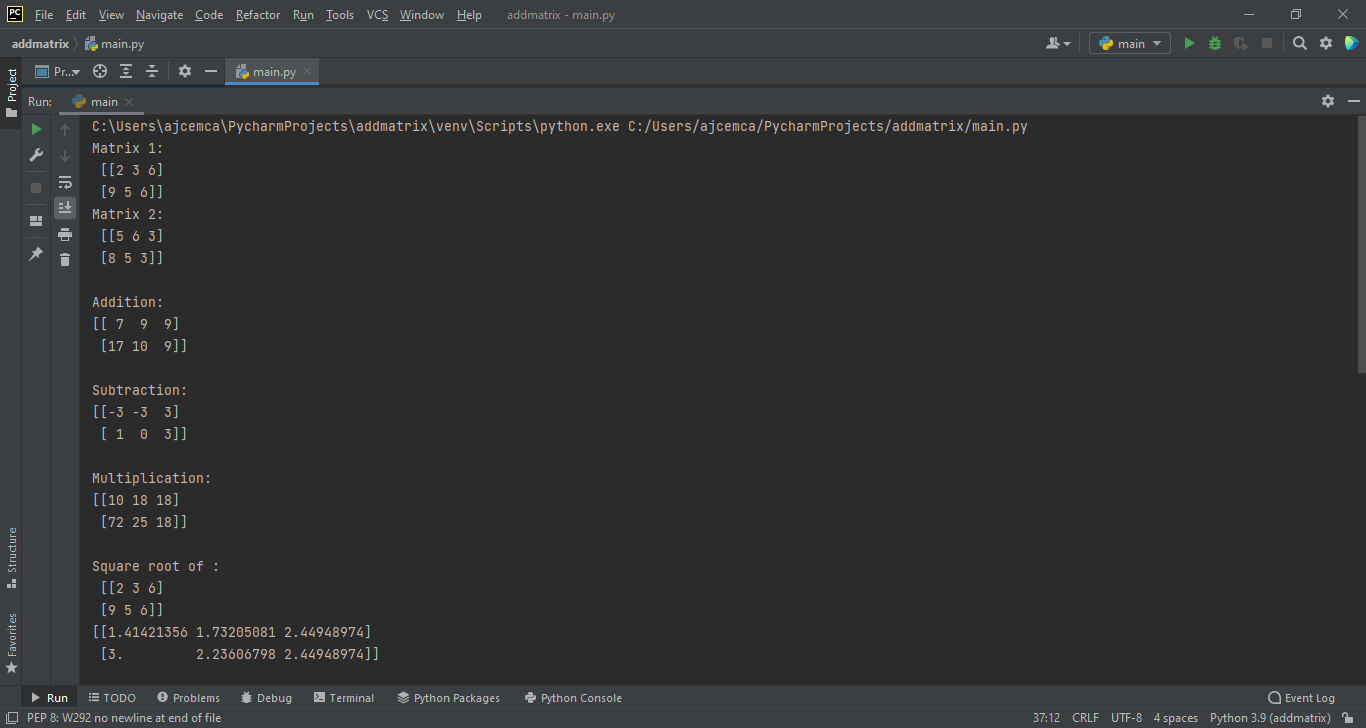 PC File Edit View Navigate Code Refactor Run Tools VCS Window Help addmatrix - main.py
addmatrix main.py main
Project Pr... main.py
Run: main
C:\Users\ajcemca\PycharmProjects\addmatrix\venv\Scripts\python.exe C:/Users/ajcemca/PycharmProjects/addmatrix/main.py
Matrix 1:
[[2 3 6]
[9 5 6]]
Matrix 2:
[[5 6 3]
[8 5 3]]
Addition:
[[ 7  9  9]
[17 10  9]]
Subtraction:
[[-3 -3  3]
[ 1  0  3]]
Multiplication:
[[10 18 18]
[72 25 18]]
Square root of :
[[2 3 6]
[9 5 6]]
[[1.41421356 1.73205081 2.44948974]
[3.         2.23606798 2.44948974]]
Structure
Favorites
Run TODO Problems Debug Terminal Python Packages Python Console Event Log
PEP 8: W292 no newline at end of file 37:12 CRLF UTF-8 4 spaces Python 3.9 (addmatrix)